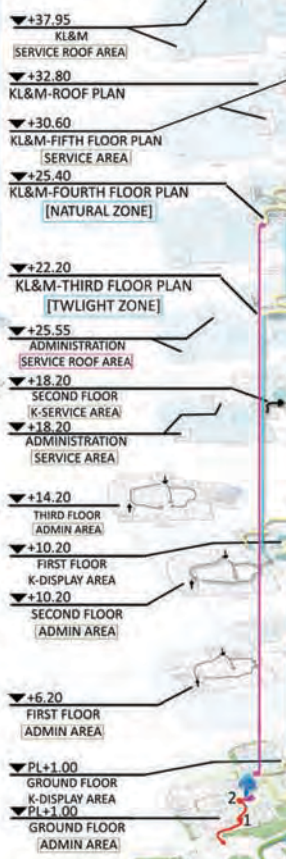 ▼+37.95
KL&M
SERVICE ROOF AREA
▼+32.80
KL&M-ROOF PLAN
▼+30.60
KL&M-FIFTH FLOOR PLAN
SERVICE AREA
▼+25.40
KL&M-FOURTH FLOOR PLAN
[NATURAL ZONE]
▼+22.20
KL&M-THIRD FLOOR PLAN
[TWLIGHT ZONE]
▼+25.55
ADMINISTRATION
SERVICE ROOF AREA
▼+18.20
SECOND FLOOR
K-SERVICE AREA
▼+18.20
ADMINISTRATION
SERVICE AREA
▼+14.20
THIRD FLOOR
ADMIN AREA
▼+10.20
FIRST FLOOR
K-DISPLAY AREA
▼+10.20
SECOND FLOOR
ADMIN AREA
▼+6.20
FIRST FLOOR
ADMIN AREA
▼PL+1.00
GROUND FLOOR
K-DISPLAY AREA
▼PL+1.00
GROUND FLOOR
ADMIN AREA
2
1